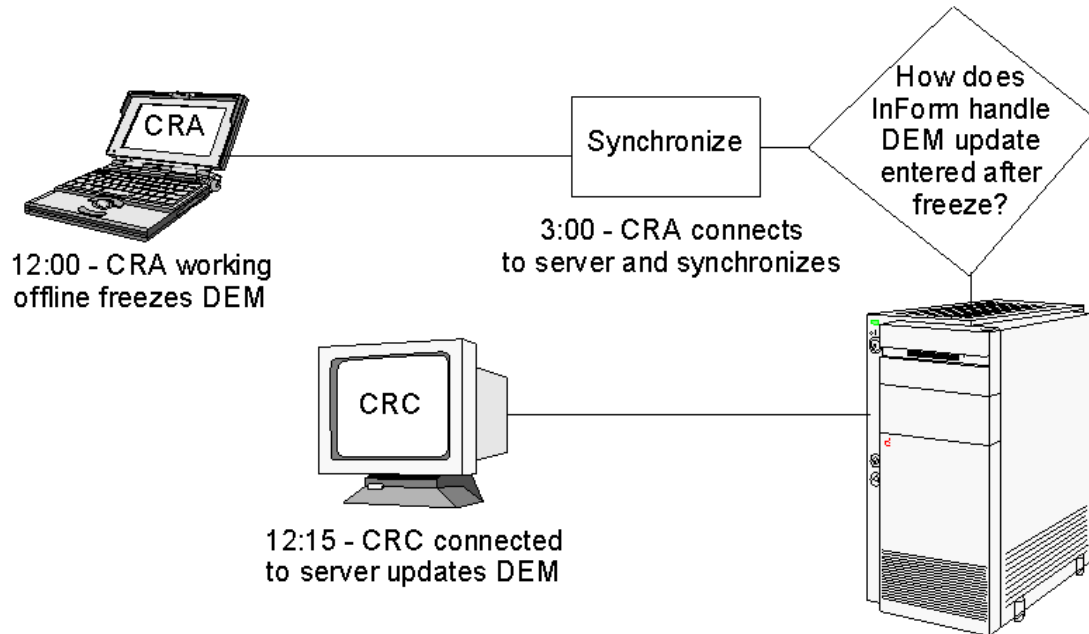 CRA
12:00 - CRA working
offline freezes DEM
Synchronize
3:00 - CRA connects
to server and synchronizes
How does
InForm handle
DEM update
entered after
freeze?
CRC
12:15 - CRC connected
to server updates DEM